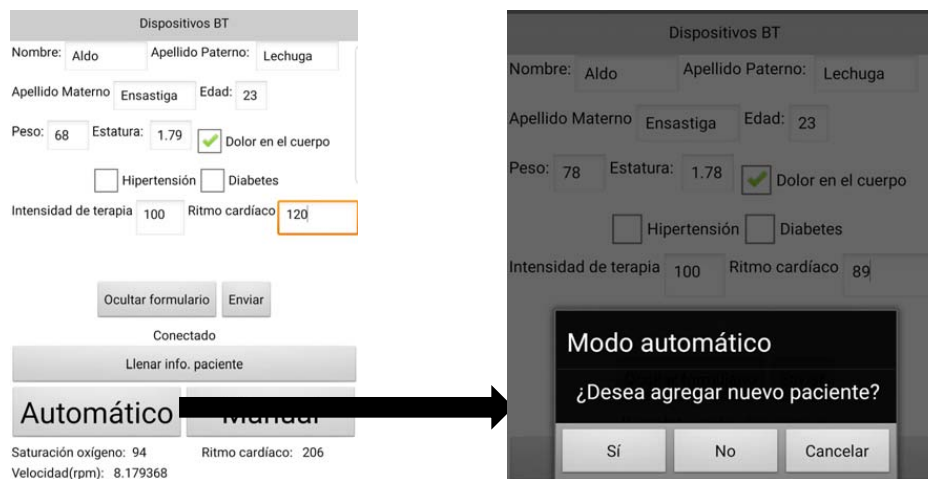 Dispositivos BT
Nombre: Aldo Apellido Paterno: Lechuga
Apellido Materno Ensastiga Edad: 23
Peso: 68 Estatura: 1.79 Dolor en el cuerpo
Hipertensión Diabetes
Intensidad de terapia 100 Ritmo cardíaco 120
Ocultar formulario Enviar
Conectado
Llenar info. paciente
Automático Manual
Saturación oxígeno: 94 Ritmo cardíaco: 206
Velocidad(rpm): 8.179368
Dispositivos BT
Nombre: Aldo Apellido Paterno: Lechuga
Apellido Materno Ensastiga Edad: 23
Peso: 78 Estatura: 1.78 Dolor en el cuerpo
Hipertensión Diabetes
Intensidad de terapia 100 Ritmo cardíaco 89
Modo automático
¿Desea agregar nuevo paciente?
Sí No Cancelar